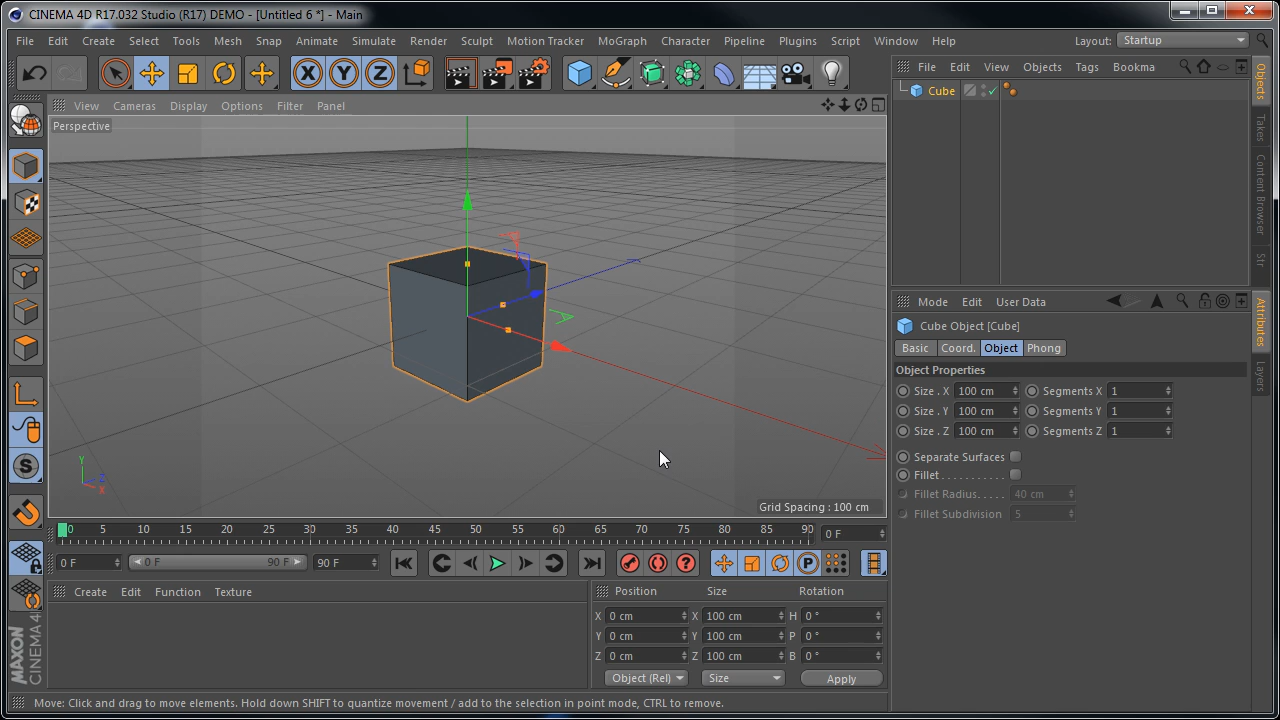 CINEMA 4D R17.032 Studio (R17) DEMO - [Untitled 6 *] - Main
File Edit Create Select Tools Mesh Snap Animate Simulate Render Sculpt Motion Tracker MoGraph Character Pipeline Plugins Script Window Help Layout: Startup
X Y Z
File Edit View Objects Tags Bookma
View Cameras Display Options Filter Panel
Perspective
Cube
Objects
Takes
Content Browser
Str
Y
Z
X
Grid Spacing : 100 cm
Mode Edit User Data
Cube Object [Cube]
Basic Coord. Object Phong
Object Properties
Size . X 100 cm Segments X 1
Size . Y 100 cm Segments Y 1
Size . Z 100 cm Segments Z 1
Separate Surfaces
Fillet . . . . . . . . . . .
Fillet Radius. . . . . 40 cm
Fillet Subdivision 5
Attributes
Layers
S
0 5 10 15 20 25 30 35 40 45 50 55 60 65 70 75 80 85 90 0 F
0 F 0 F 90 F 90 F ? P
Create Edit Function Texture
Position Size Rotation
X 0 cm X 100 cm H 0 °
Y 0 cm Y 100 cm P 0 °
Z 0 cm Z 100 cm B 0 °
Object (Rel) Size Apply
MAXON
CINEMA 4D
Move: Click and drag to move elements. Hold down SHIFT to quantize movement / add to the selection in point mode, CTRL to remove.